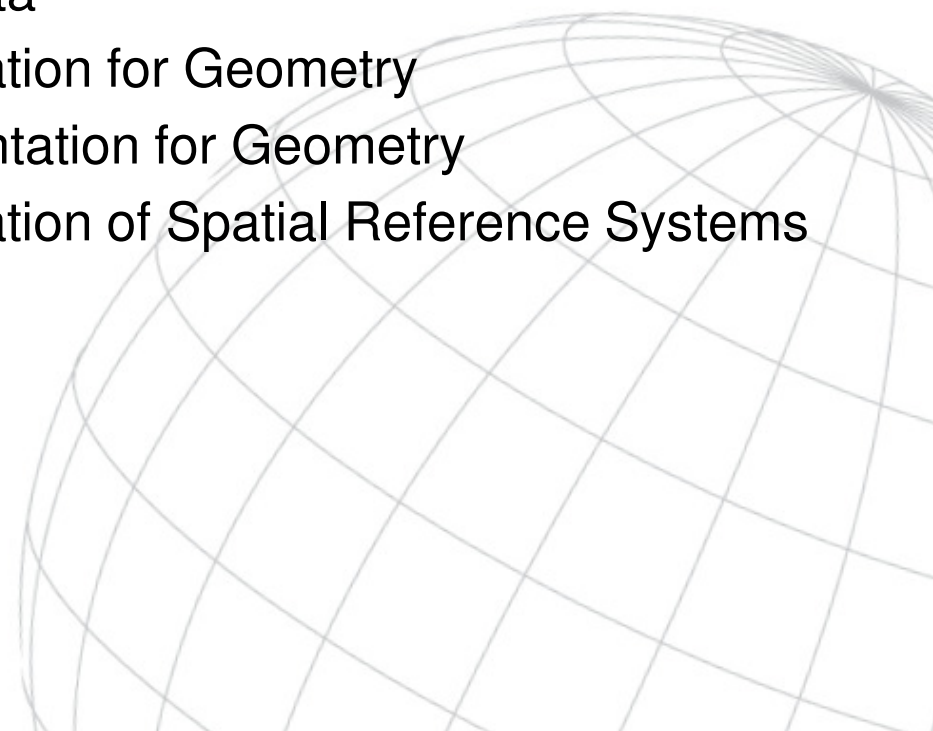 ation for Geometry
ntation for Geometry
ation of Spatial Reference Systems